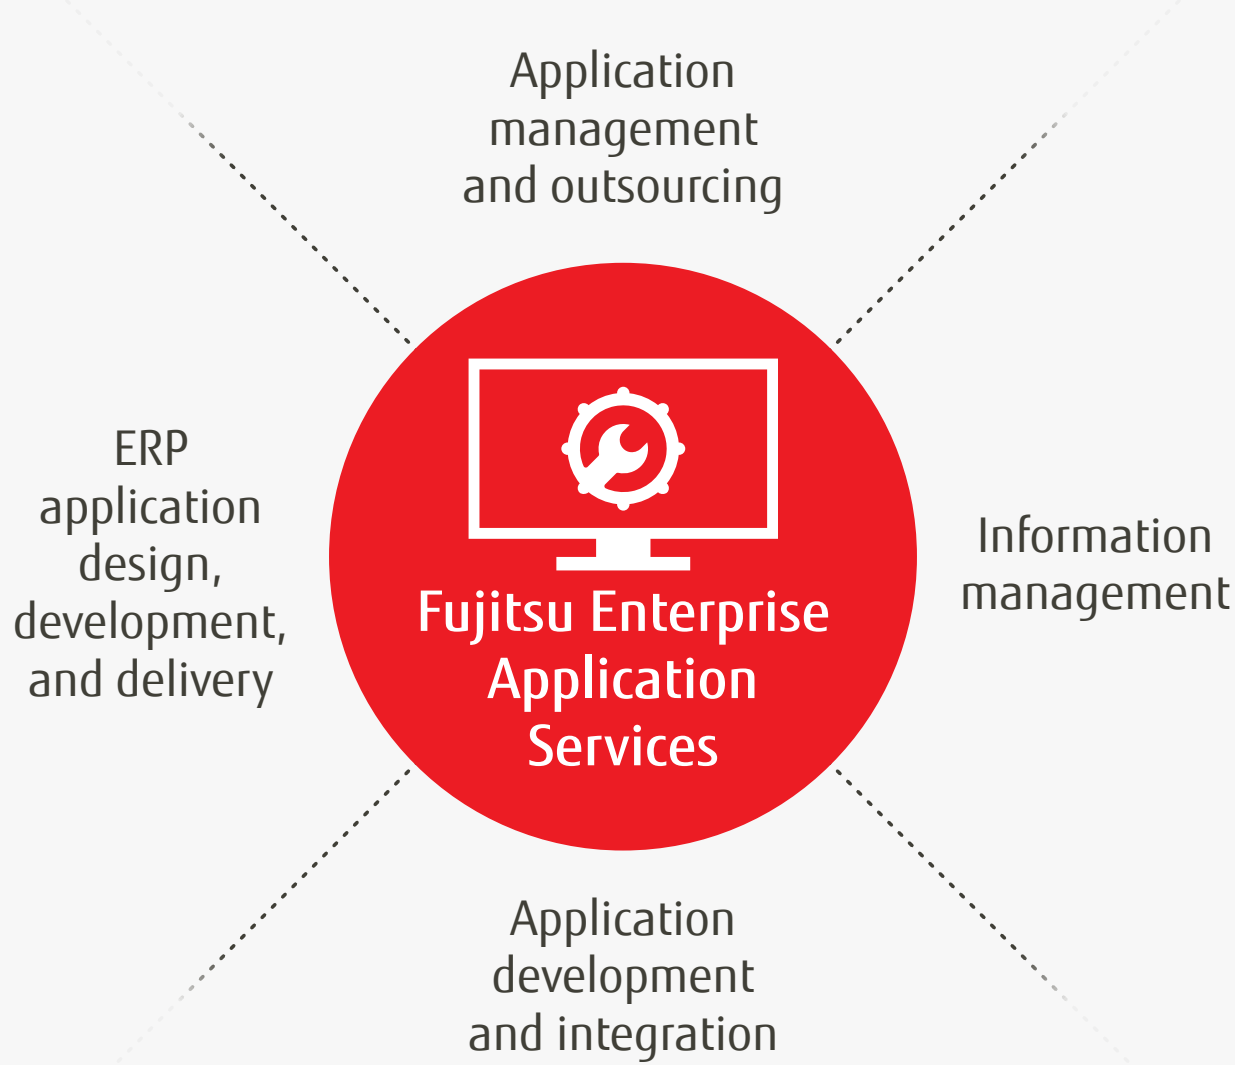 Application
management
and outsourcing
ERP
application
design,
development,
and delivery
Information
management
Fujitsu Enterprise
Application
Services
Application
development
and integration